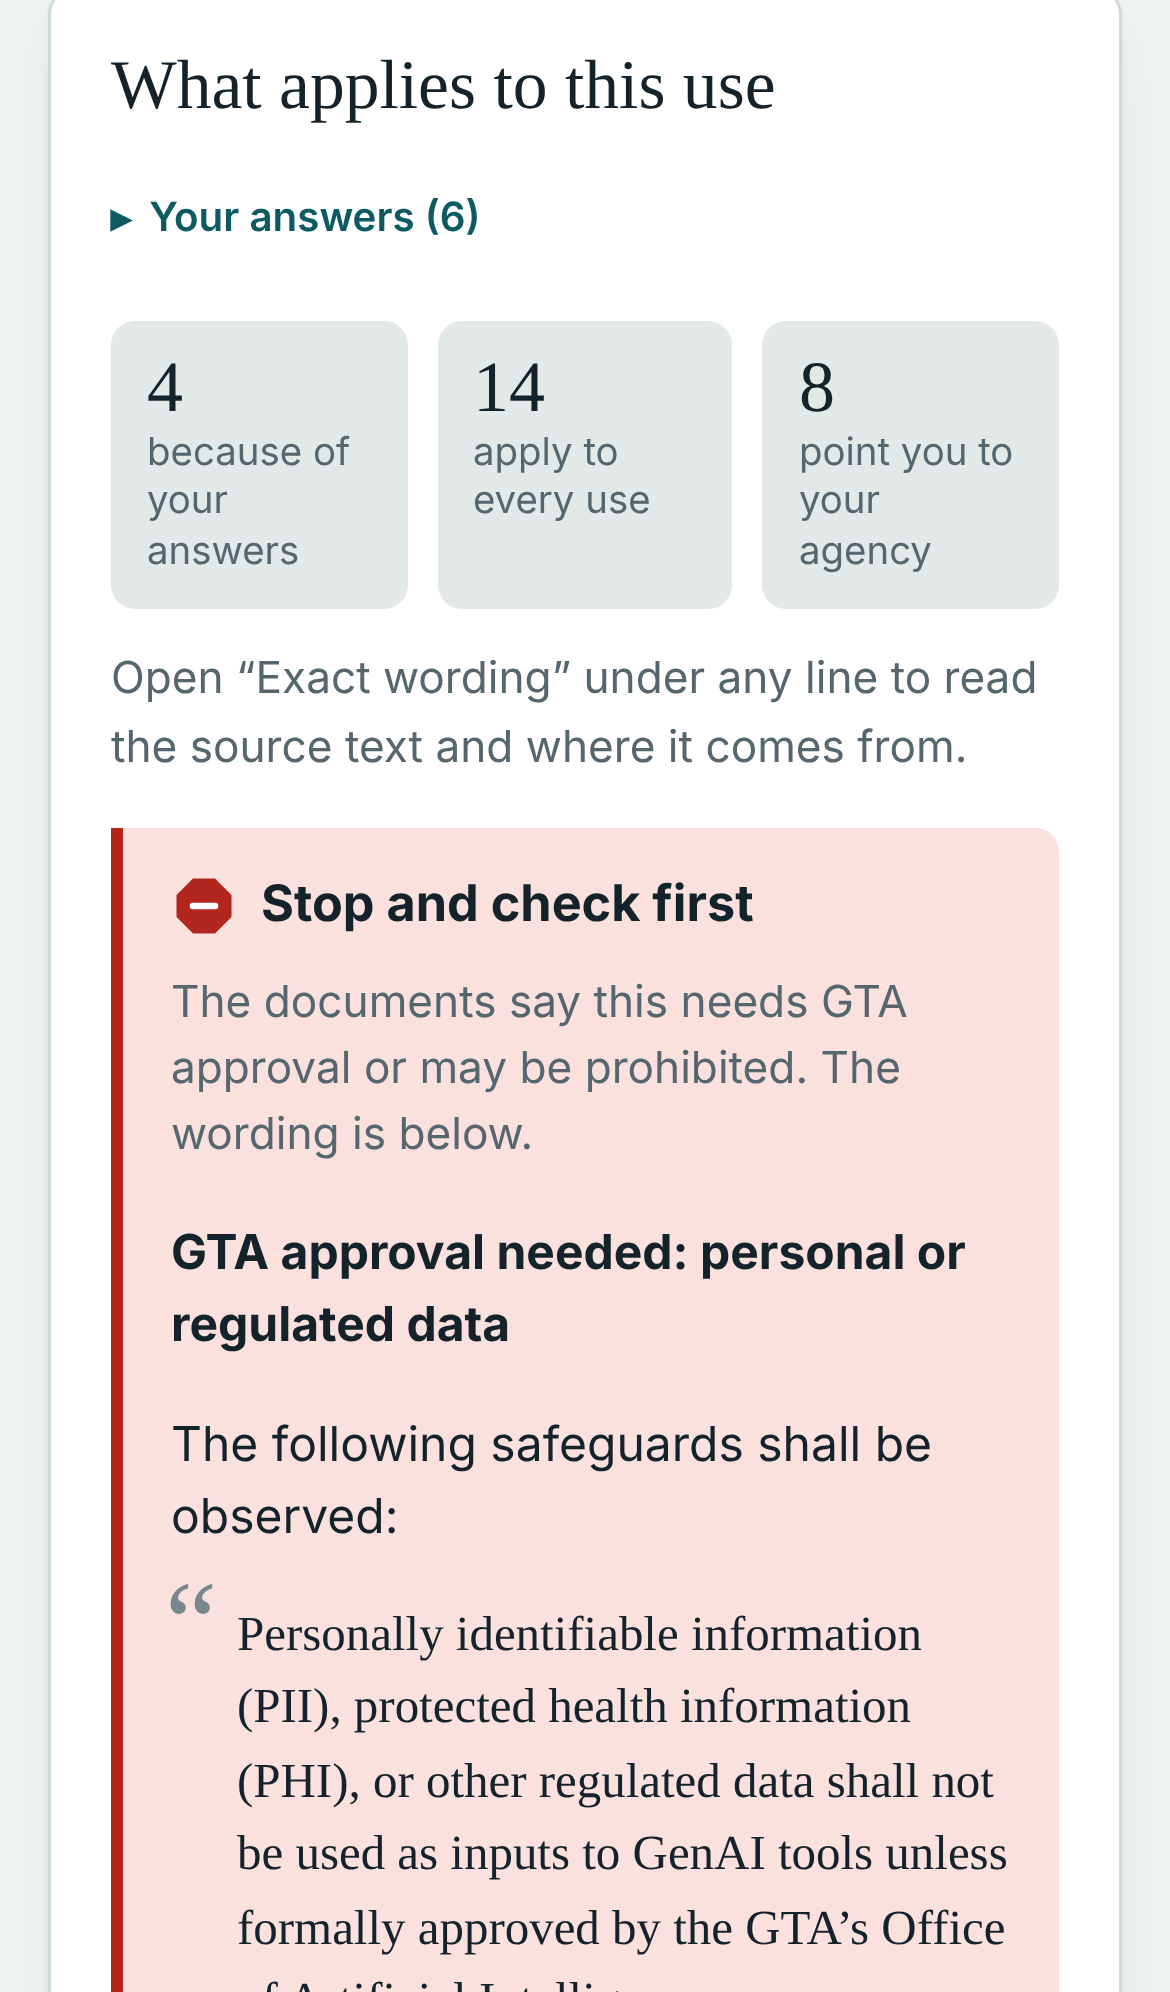 What applies to this use
▶ Your answers (6)
4
because of
your
answers
14
apply to
every use
8
point you to
your
agency
Open “Exact wording” under any line to read
the source text and where it comes from.
Stop and check first
The documents say this needs GTA
approval or may be prohibited. The
wording is below.
GTA approval needed: personal or
regulated data
The following safeguards shall be
observed:
“
Personally identifiable information
(PII), protected health information
(PHI), or other regulated data shall not
be used as inputs to GenAI tools unless
formally approved by the GTA’s Office